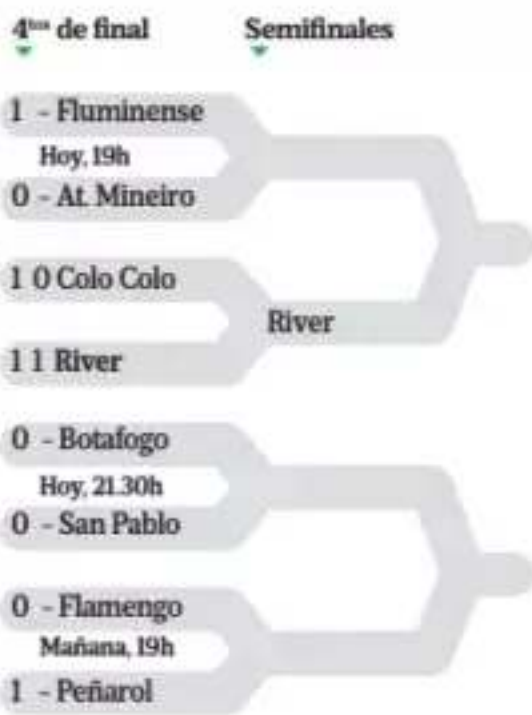 4tos de final
Semifinales
1 - Fluminense
Hoy, 19h
0 - At. Mineiro
1 0 Colo Colo
River
1 1 River
0 - Botafogo
Hoy, 21.30h
0 - San Pablo
0 - Flamengo
Mañana, 19h
1 - Peñarol